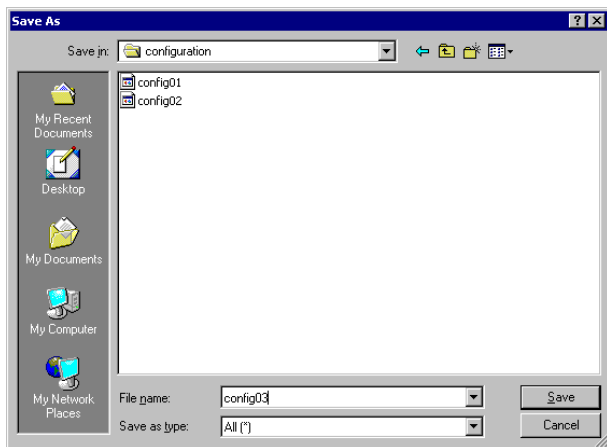 Save As
Save in:
configuration
config01
config02
My Recent
Documents
Desktop
My Documents
My Computer
My Network
Places
File name:
config03
Save
Save as type:
All (*)
Cancel